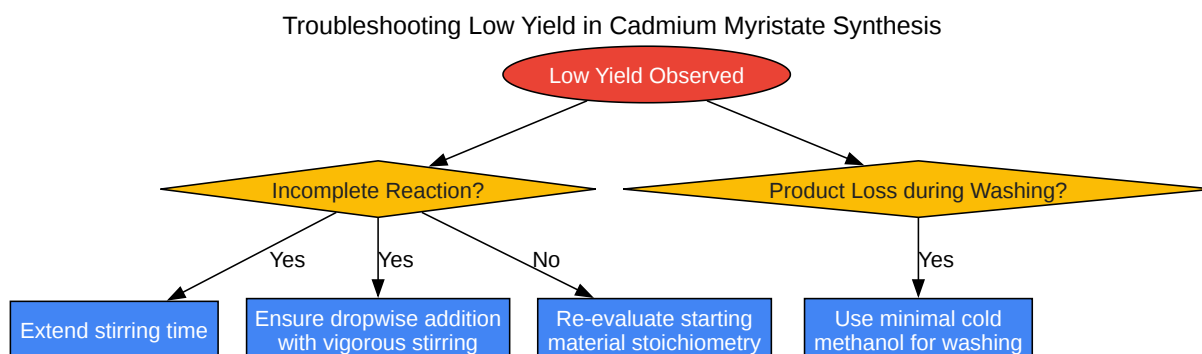 Troubleshooting Low Yield in Cadmium Myristate Synthesis
Low Yield Observed
Incomplete Reaction?
Product Loss during Washing?
Yes
Yes
No
Yes
Extend stirring time
Ensure dropwise addition
with vigorous stirring
Re-evaluate starting
material stoichiometry
Use minimal cold
methanol for washing